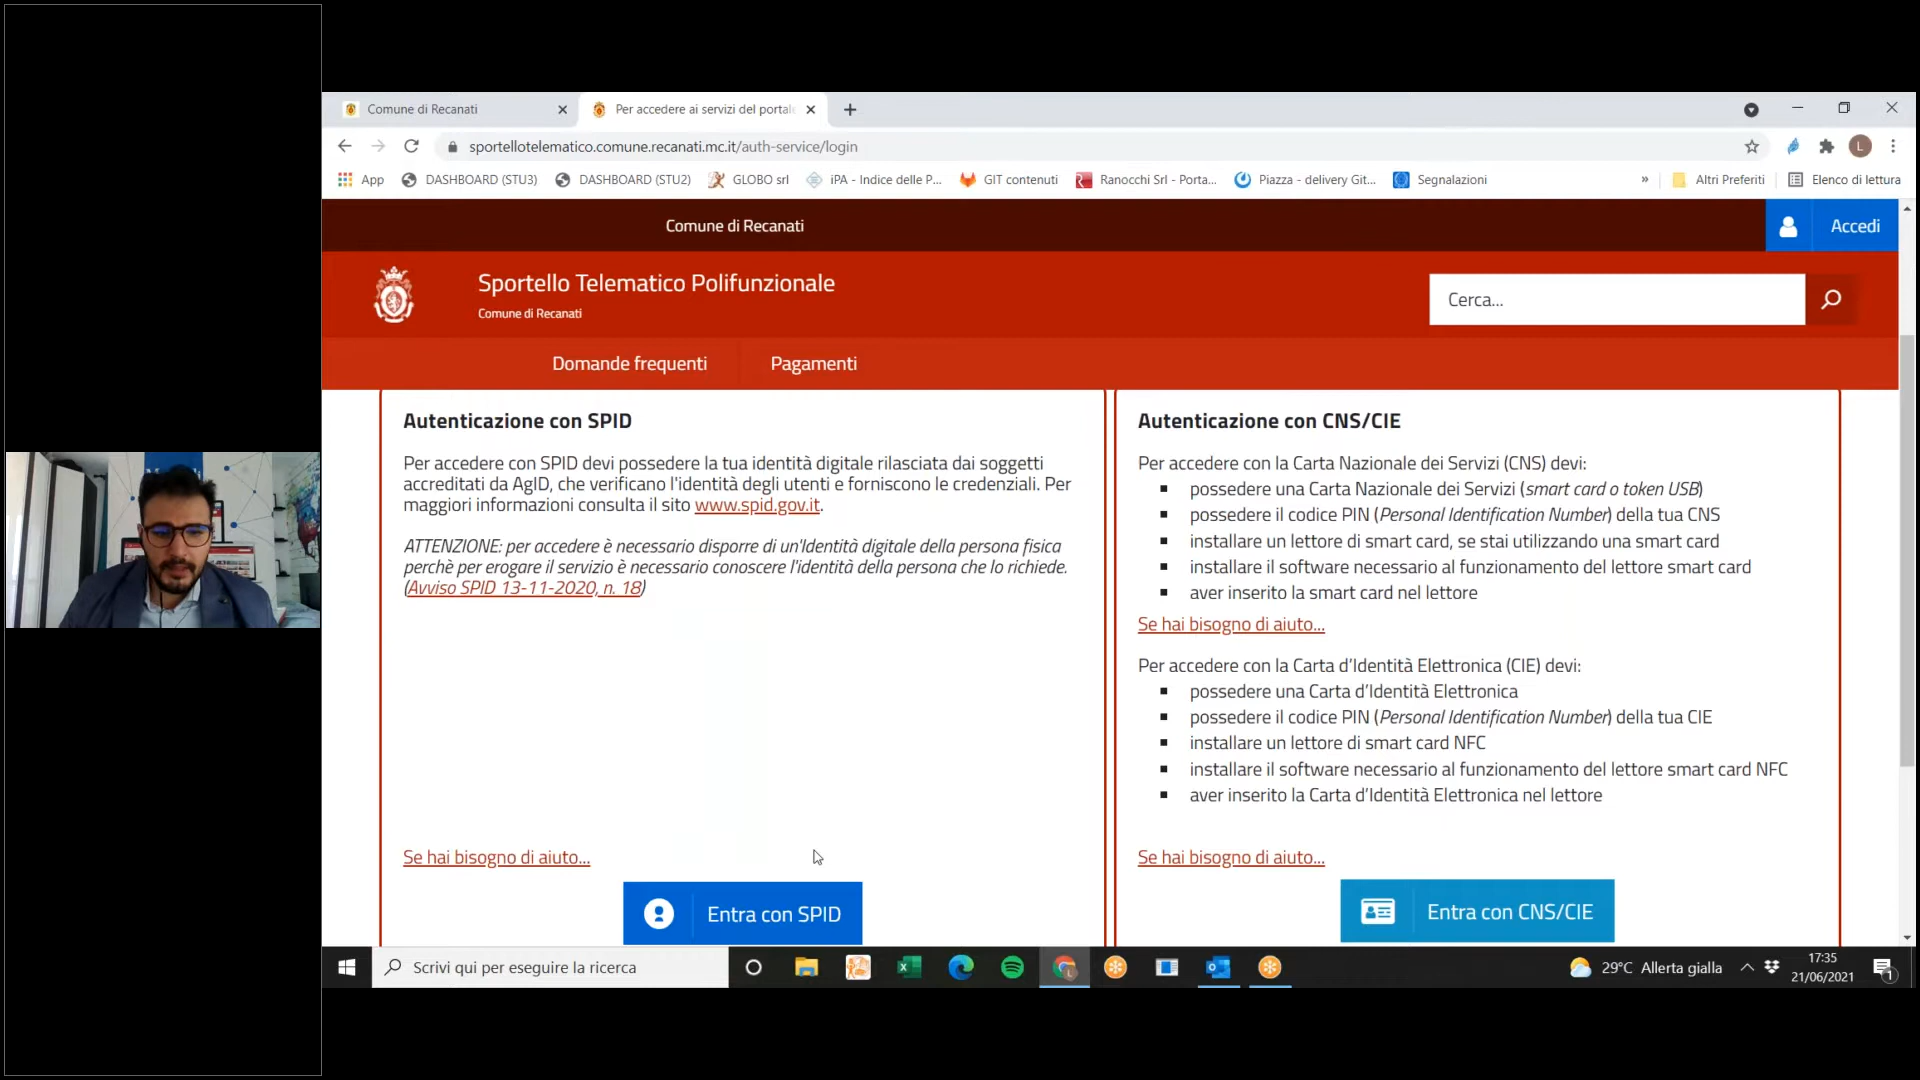 Comune di Recanati
Per accedere ai servizi del portale
sportellotelematico.comune.recanati.mc.it/auth-service/login
L
App
DASHBOARD (STU3)
DASHBOARD (STU2)
GLOBO srl
iPA - Indice delle P...
GIT contenuti
Ranocchi Srl - Porta...
Piazza - delivery Git...
Segnalazioni
»
Altri Preferiti
Elenco di lettura
Comune di Recanati
Accedi
Sportello Telematico Polifunzionale
Comune di Recanati
Cerca...
Domande frequenti
Pagamenti
Autenticazione con SPID
Per accedere con SPID devi possedere la tua identità digitale rilasciata dai soggetti
accreditati da AgID, che verificano l'identità degli utenti e forniscono le credenziali. Per
maggiori informazioni consulta il sito www.spid.gov.it.
ATTENZIONE: per accedere è necessario disporre di un'Identità digitale della persona fisica
perchè per erogare il servizio è necessario conoscere l'identità della persona che lo richiede.
(Avviso SPID 13-11-2020, n. 18)
Se hai bisogno di aiuto...
Entra con SPID
Autenticazione con CNS/CIE
Per accedere con la Carta Nazionale dei Servizi (CNS) devi:
possedere una Carta Nazionale dei Servizi (smart card o token USB)
possedere il codice PIN (Personal Identification Number) della tua CNS
installare un lettore di smart card, se stai utilizzando una smart card
installare il software necessario al funzionamento del lettore smart card
aver inserito la smart card nel lettore
Se hai bisogno di aiuto...
Per accedere con la Carta d'Identità Elettronica (CIE) devi:
possedere una Carta d'Identità Elettronica
possedere il codice PIN (Personal Identification Number) della tua CIE
installare un lettore di smart card NFC
installare il software necessario al funzionamento del lettore smart card NFC
aver inserito la Carta d'Identità Elettronica nel lettore
Se hai bisogno di aiuto...
Entra con CNS/CIE
Scrivi qui per eseguire la ricerca
29°C Allerta gialla
17:35
21/06/2021
1